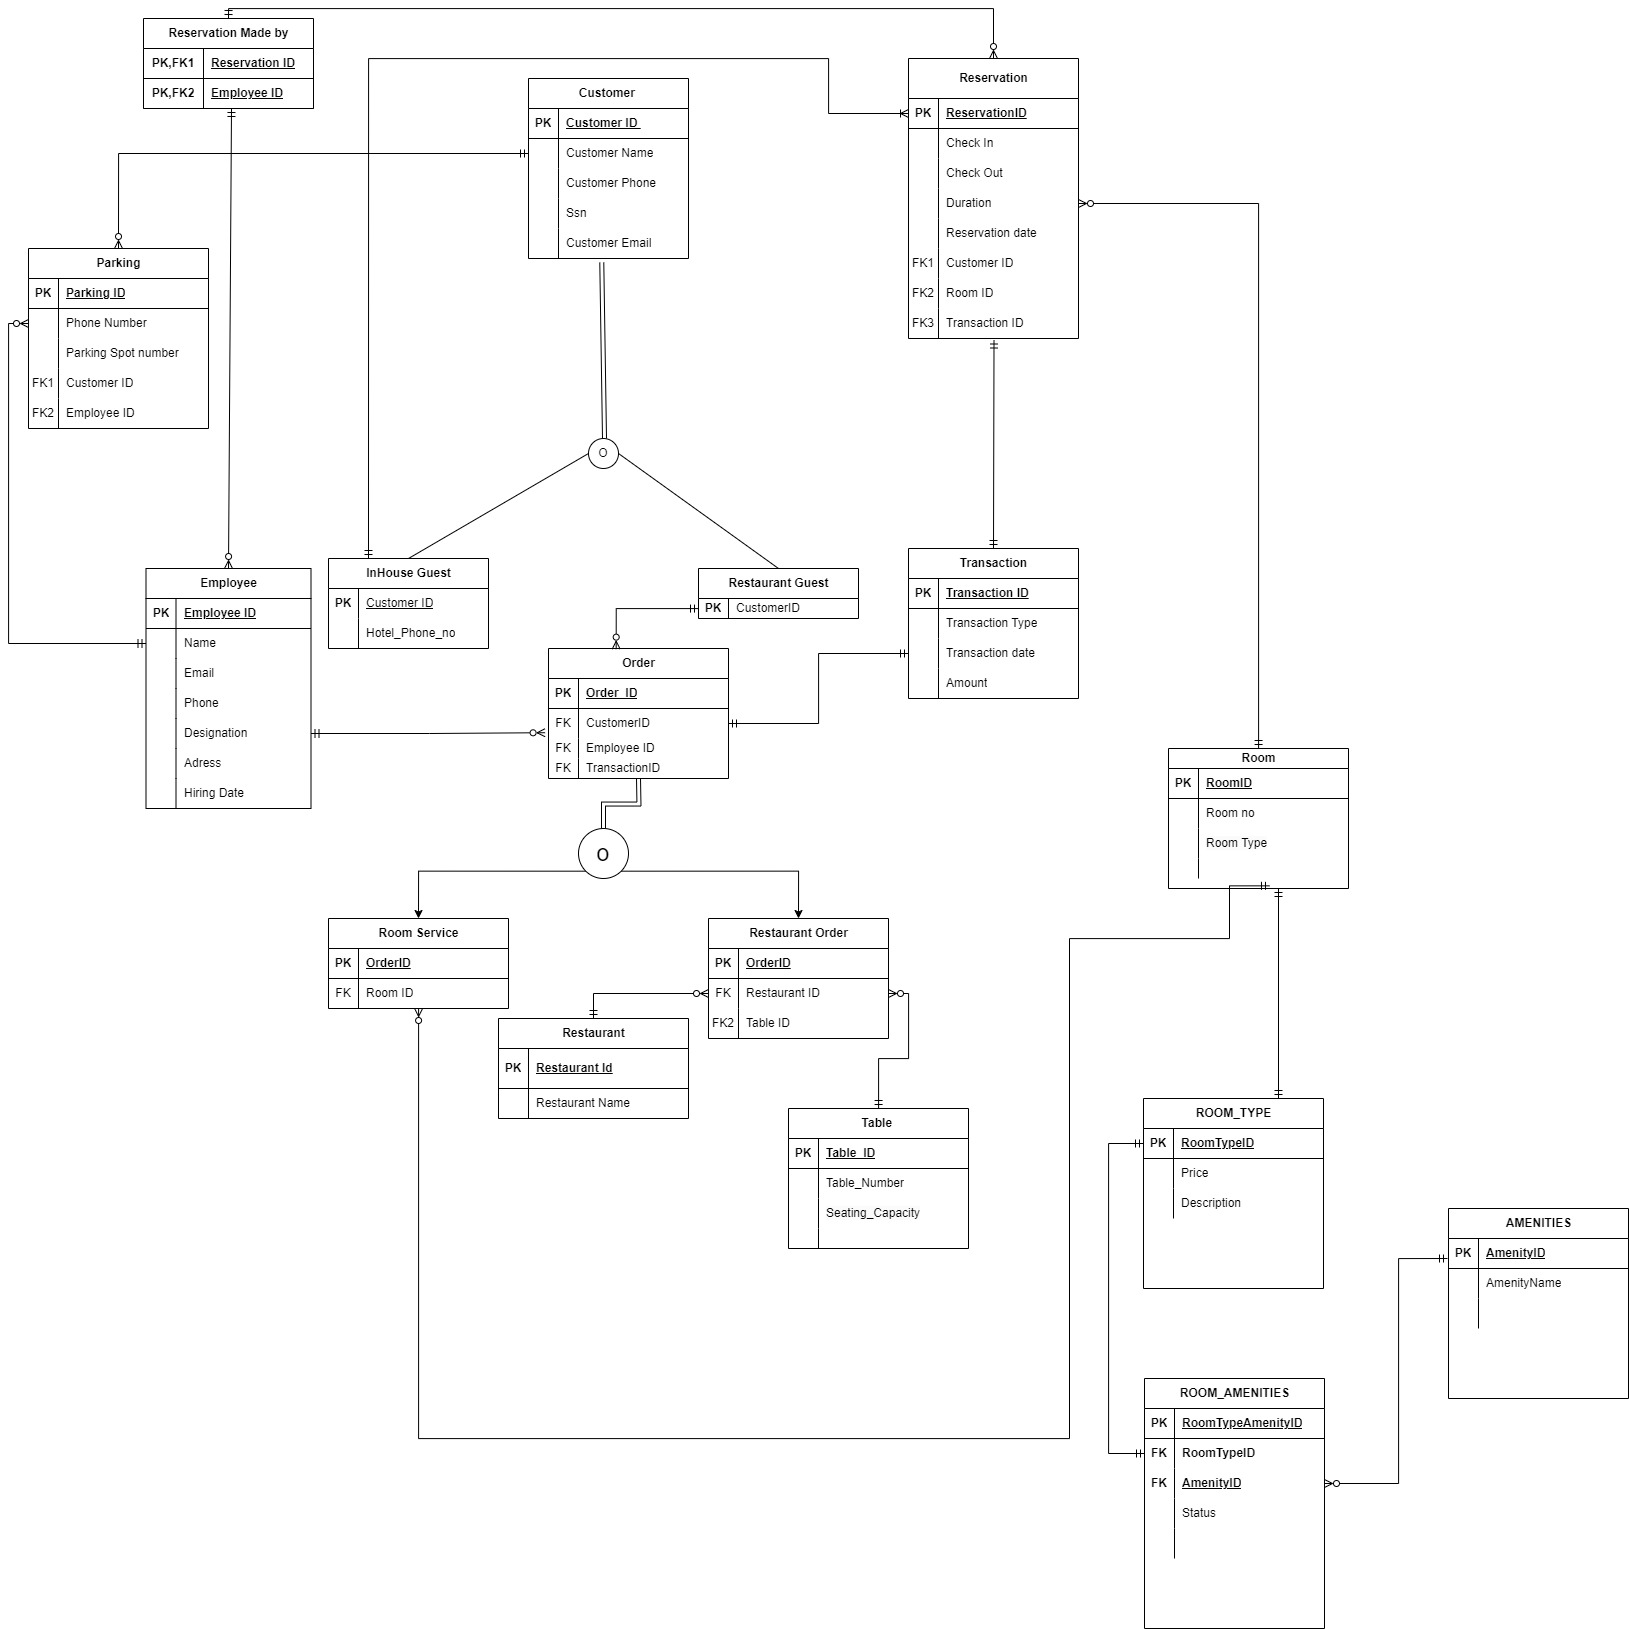 Reservation Made by
PK,FK1 Reservation ID
PK,FK2 Employee ID
Customer
PK Customer ID
Customer Name
Customer Phone
Ssn
Customer Email
Reservation
PK ReservationID
Check In
Check Out
Duration
Reservation date
FK1 Customer ID
FK2 Room ID
FK3 Transaction ID
Parking
PK Parking ID
Phone Number
Parking Spot number
FK1 Customer ID
FK2 Employee ID
O
Employee
PK Employee ID
Name
Email
Phone
Designation
Adress
Hiring Date
InHouse Guest
PK Customer ID
Hotel_Phone_no
Restaurant Guest
PK CustomerID
Transaction
PK Transaction ID
Transaction Type
Transaction date
Amount
Order
PK Order_ID
FK CustomerID
FK Employee ID
FK TransactionID
Room
PK RoomID
Room no
Room Type
O
Room Service
PK OrderID
FK Room ID
Restaurant Order
PK OrderID
FK Restaurant ID
FK2 Table ID
Restaurant
PK Restaurant Id
Restaurant Name
Table
PK Table_ID
Table_Number
Seating_Capacity
ROOM_TYPE
PK RoomTypeID
Price
Description
AMENITIES
PK AmenityID
AmenityName
ROOM_AMENITIES
PK RoomTypeAmenityID
FK RoomTypeID
FK AmenityID
Status